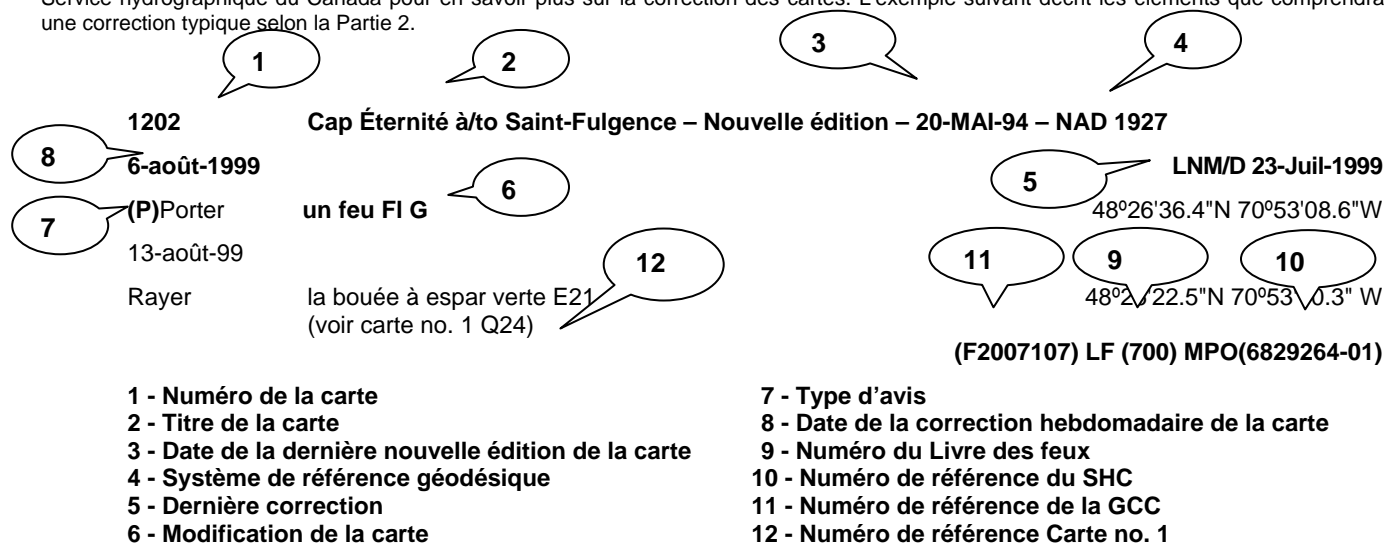 Service hydrographique du Canada pour en savoir plus sur la correction des cartes. L'exemple suivant décrit les éléments que comprendra
une correction typique selon la Partie 2.
1 2 3 4
1202 Cap Éternité à/to Saint-Fulgence – Nouvelle édition – 20-MAI-94 – NAD 1927
8 6-août-1999 5 LNM/D 23-Juil-1999
7 (P)Porter un feu Fl G 6 48º26'36.4"N 70º53'08.6"W
13-août-99
12 11 9 10
Rayer la bouée à espar verte E21 22.5"N 70º53' 0.3" W
(voir carte no. 1 Q24)
(F2007107) LF (700) MPO(6829264-01)
1 - Numéro de la carte
2 - Titre de la carte
3 - Date de la dernière nouvelle édition de la carte
4 - Système de référence géodésique
5 - Dernière correction
6 - Modification de la carte
7 - Type d'avis
8 - Date de la correction hebdomadaire de la carte
9 - Numéro du Livre des feux
10 - Numéro de référence du SHC
11 - Numéro de référence de la GCC
12 - Numéro de référence Carte no. 1